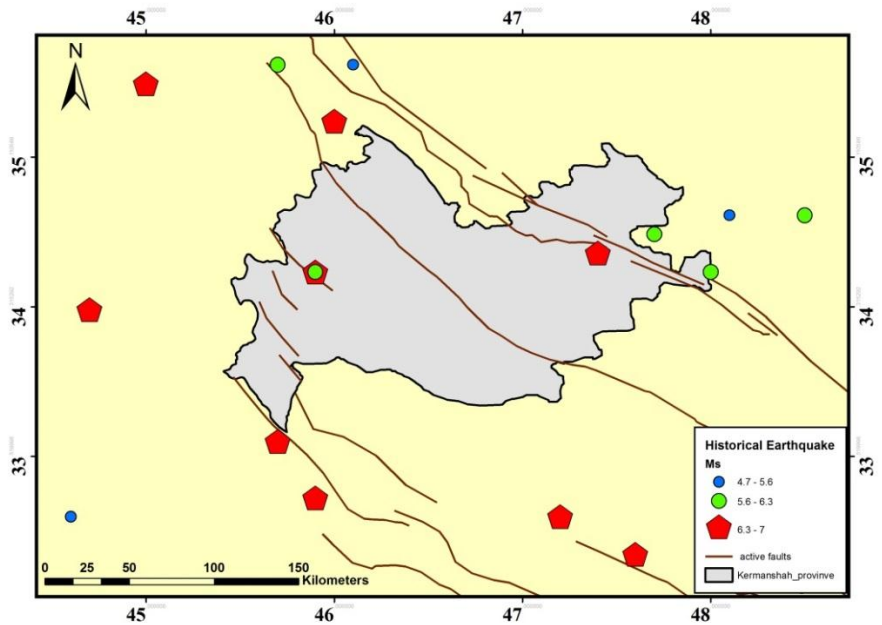 45 46 47 48
N
35 35
34 34
33 33
Historical Earthquake
Ms
4.7 - 5.6
5.6 - 6.3
6.3 - 7
active faults
Kermanshah_provinve
0 25 50 100 150
Kilometers
45 46 47 48